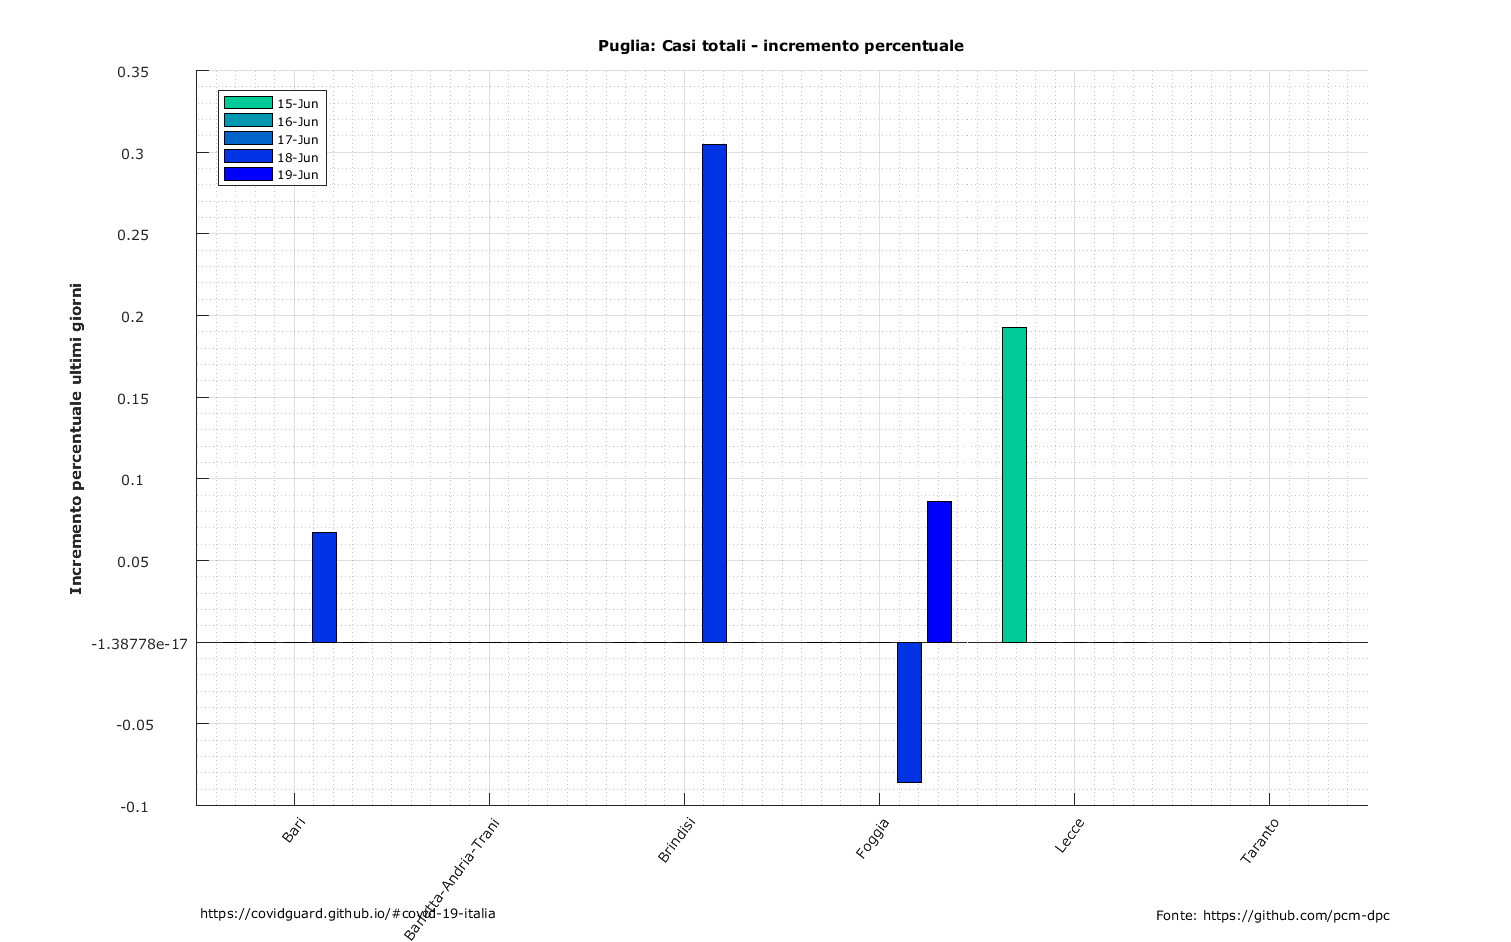 Puglia: Casi totali - incremento percentuale
0.35
0.3
0.25
0.2
0.15
0.1
0.05
-1.38778e-17
-0.05
-0.1
Incremento percentuale ultimi giorni
15-Jun
16-Jun
17-Jun
18-Jun
19-Jun
Bari
Barletta-Andria-Trani
Brindisi
Foggia
Lecce
Taranto
https://covidguard.github.io/#covid-19-italia
Fonte: https://github.com/pcm-dpc